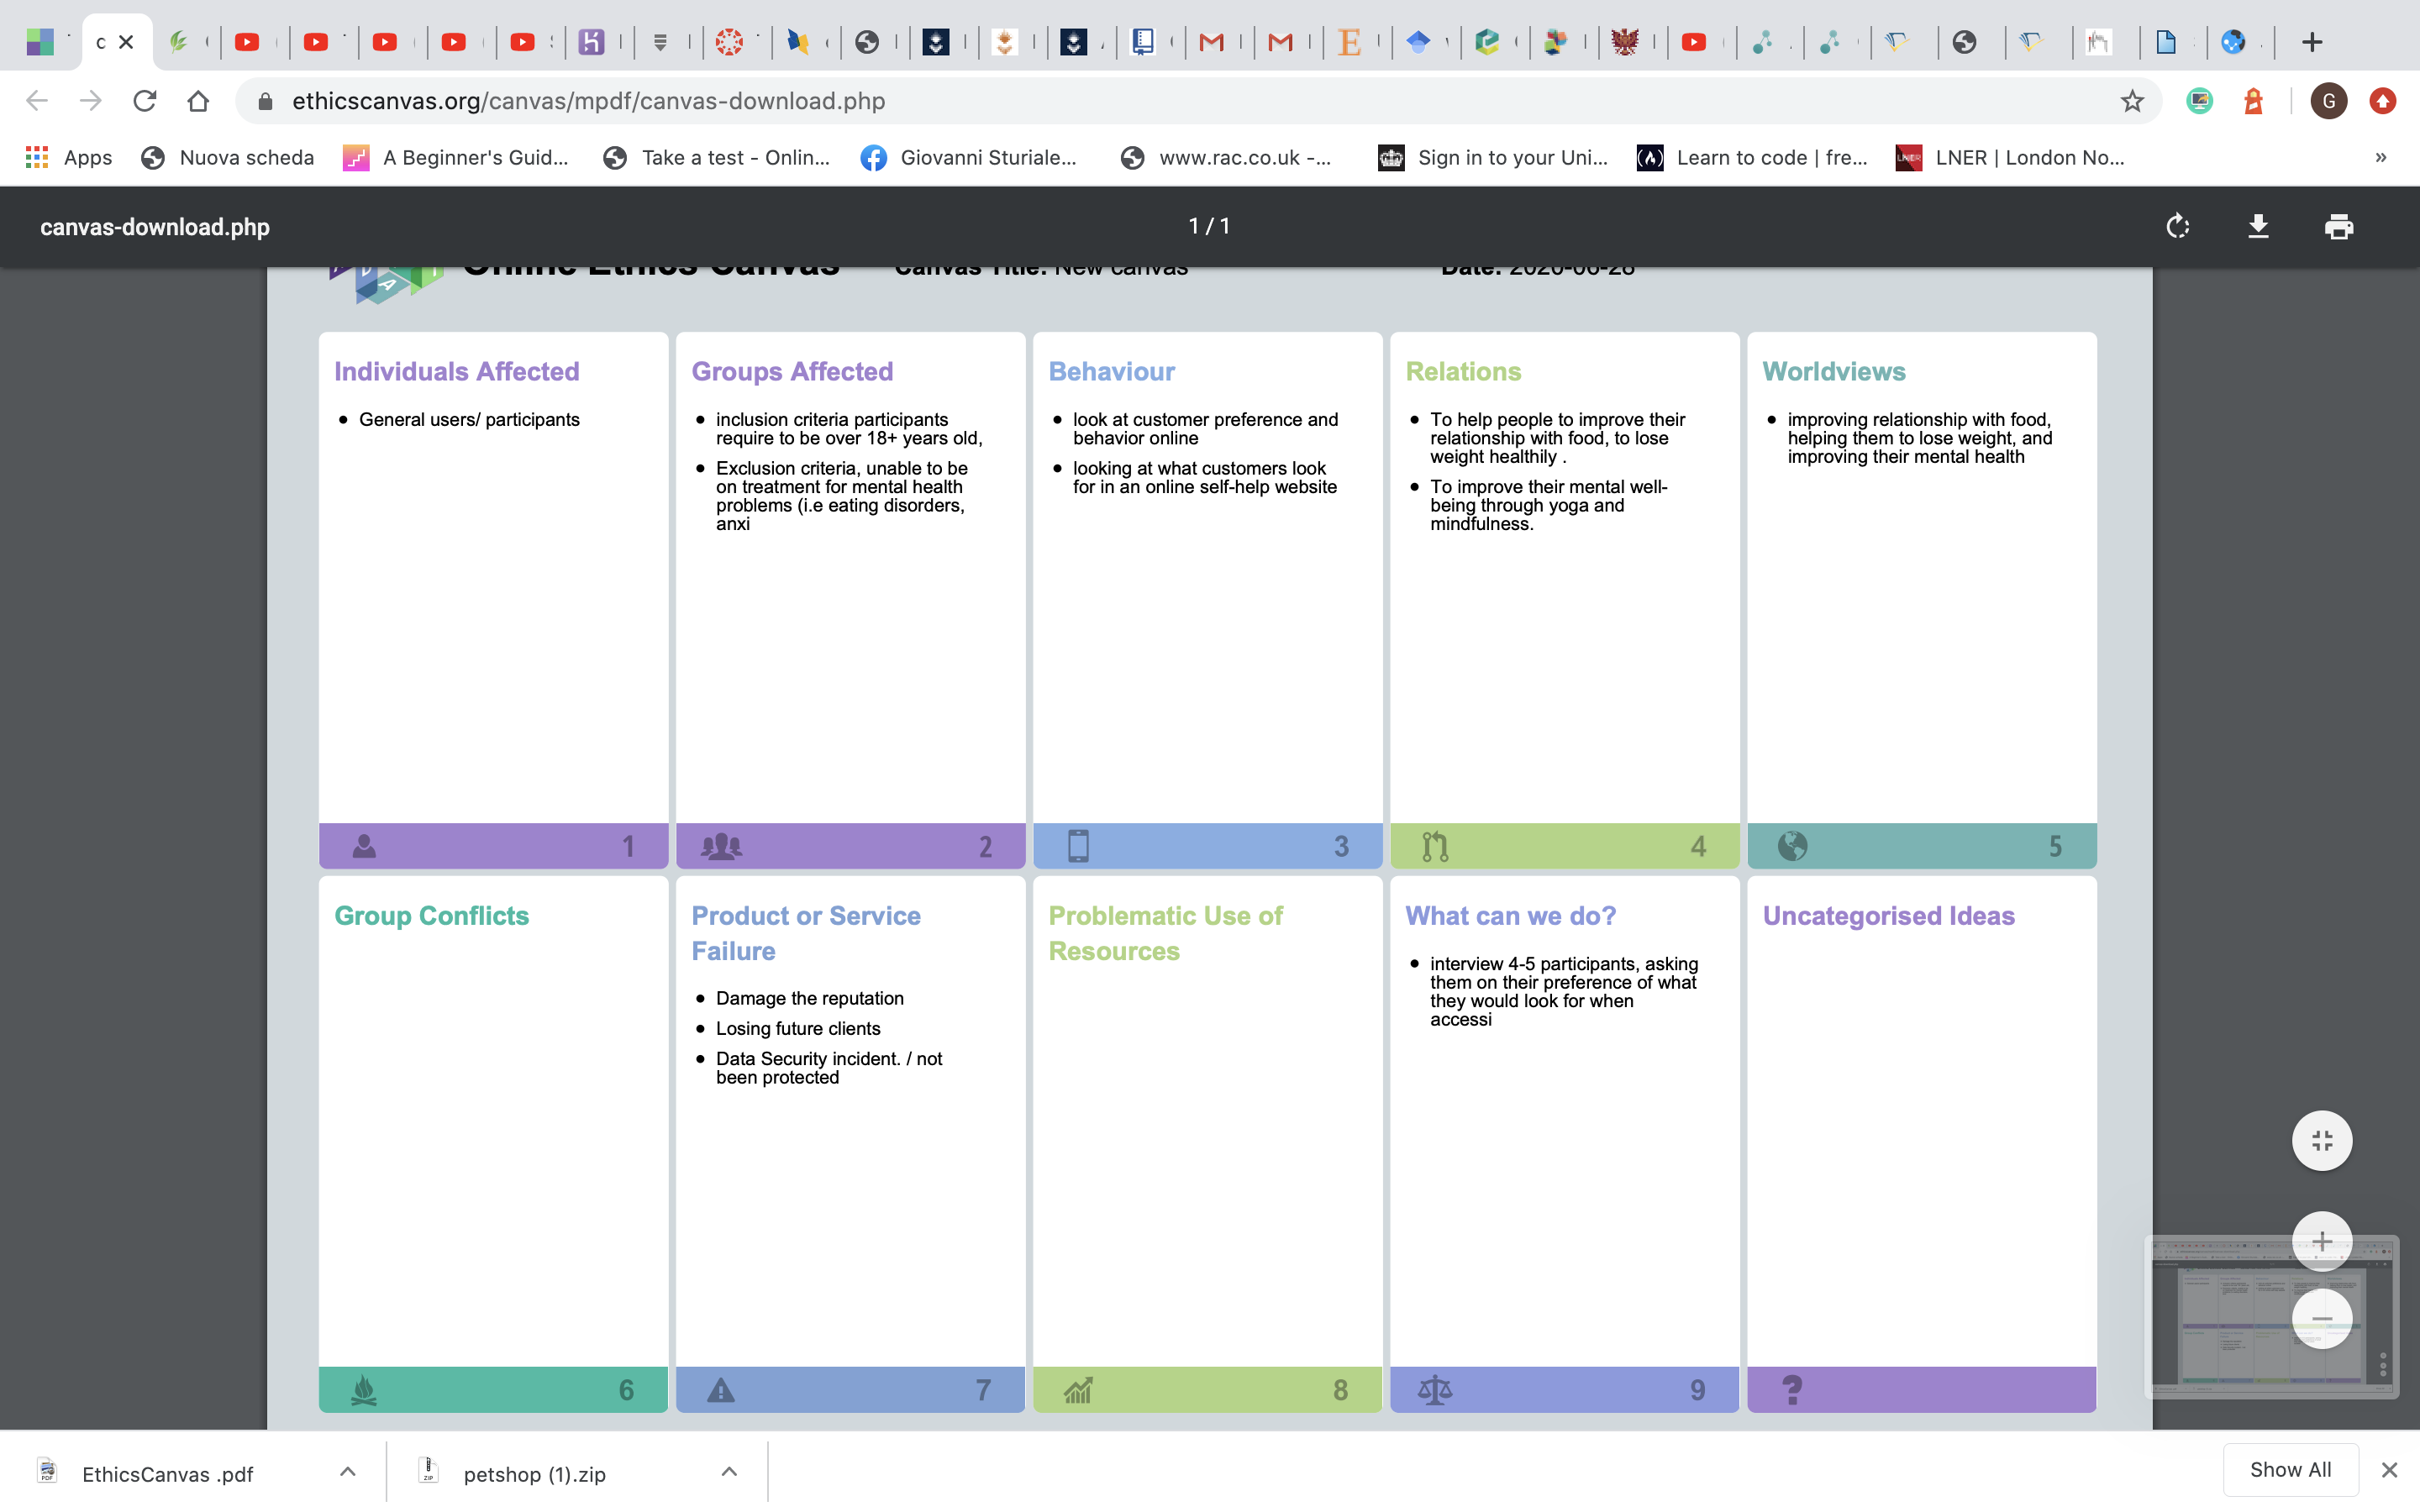 c
ethicscanvas.org/canvas/mpdf/canvas-download.php
G
Apps
Nuova scheda
A Beginner's Guid...
Take a test - Onlin...
Giovanni Sturiale...
www.rac.co.uk -...
Sign in to your Uni...
Learn to code | fre...
LNER | London No...
»
canvas-download.php
1 / 1
Online Ethics Canvas
Canvas Title: New canvas
Date: 2020-06-28
Individuals Affected
• General users/ participants
1
Groups Affected
• inclusion criteria participants
require to be over 18+ years old,
• Exclusion criteria, unable to be
on treatment for mental health
problems (i.e eating disorders,
anxi
2
Behaviour
• look at customer preference and
behavior online
• looking at what customers look
for in an online self-help website
3
Relations
• To help people to improve their
relationship with food, to lose
weight healthily .
• To improve their mental well-
being through yoga and
mindfulness.
4
Worldviews
• improving relationship with food,
helping them to lose weight, and
improving their mental health
5
Group Conflicts
6
Product or Service
Failure
• Damage the reputation
• Losing future clients
• Data Security incident. / not
been protected
7
Problematic Use of
Resources
8
What can we do?
• interview 4-5 participants, asking
them on their preference of what
they would look for when
accessi
9
Uncategorised Ideas
?
EthicsCanvas .pdf
petshop (1).zip
Show All